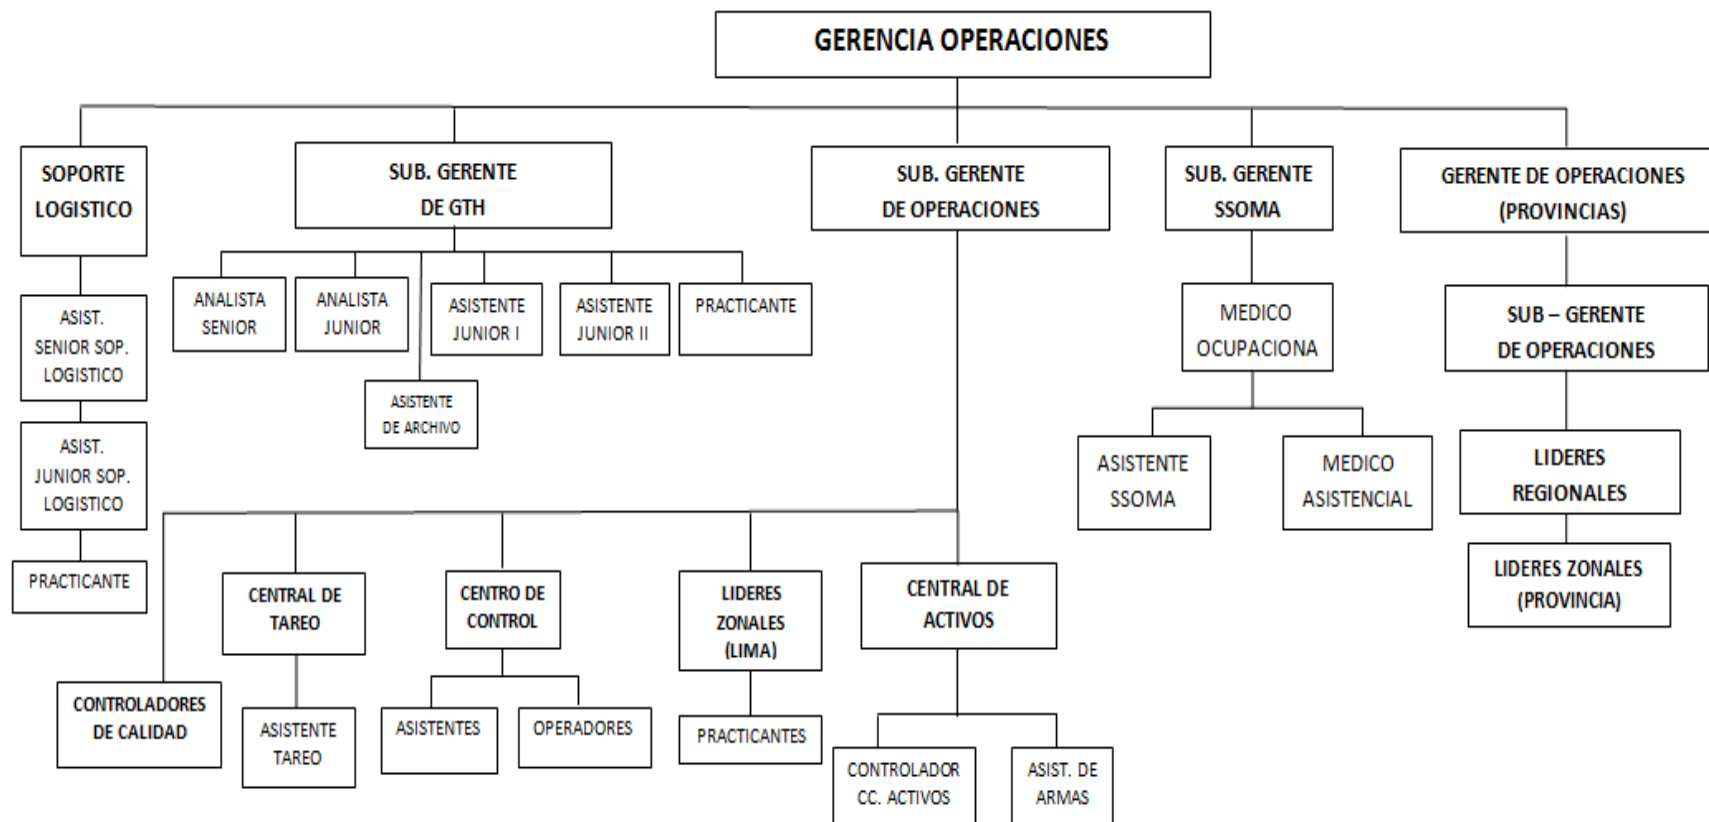 GERENCIA OPERACIONES
SOPORTE
LOGISTICO
SUB. GERENTE
DE GTH
SUB. GERENTE
DE OPERACIONES
SUB. GERENTE
SSOMA
GERENTE DE OPERACIONES
(PROVINCIAS)
ASIST.
SENIOR SOP.
LOGISTICO
ASIST.
JUNIOR SOP.
LOGISTICO
PRACTICANTE
ANALISTA
SENIOR
ANALISTA
JUNIOR
ASISTENTE
JUNIOR I
ASISTENTE
JUNIOR II
PRACTICANTE
ASISTENTE
DE ARCHIVO
MEDICO
OCUPACIONA
ASISTENTE
SSOMA
MEDICO
ASISTENCIAL
SUB – GERENTE
DE OPERACIONES
LIDERES
REGIONALES
LIDERES ZONALES
(PROVINCIA)
CONTROLADORES
DE CALIDAD
CENTRAL DE
TAREO
ASISTENTE
TAREO
CENTRO DE
CONTROL
ASISTENTES
OPERADORES
LIDERES
ZONALES
(LIMA)
PRACTICANTES
CENTRAL DE
ACTIVOS
CONTROLADOR
CC. ACTIVOS
ASIST. DE
ARMAS